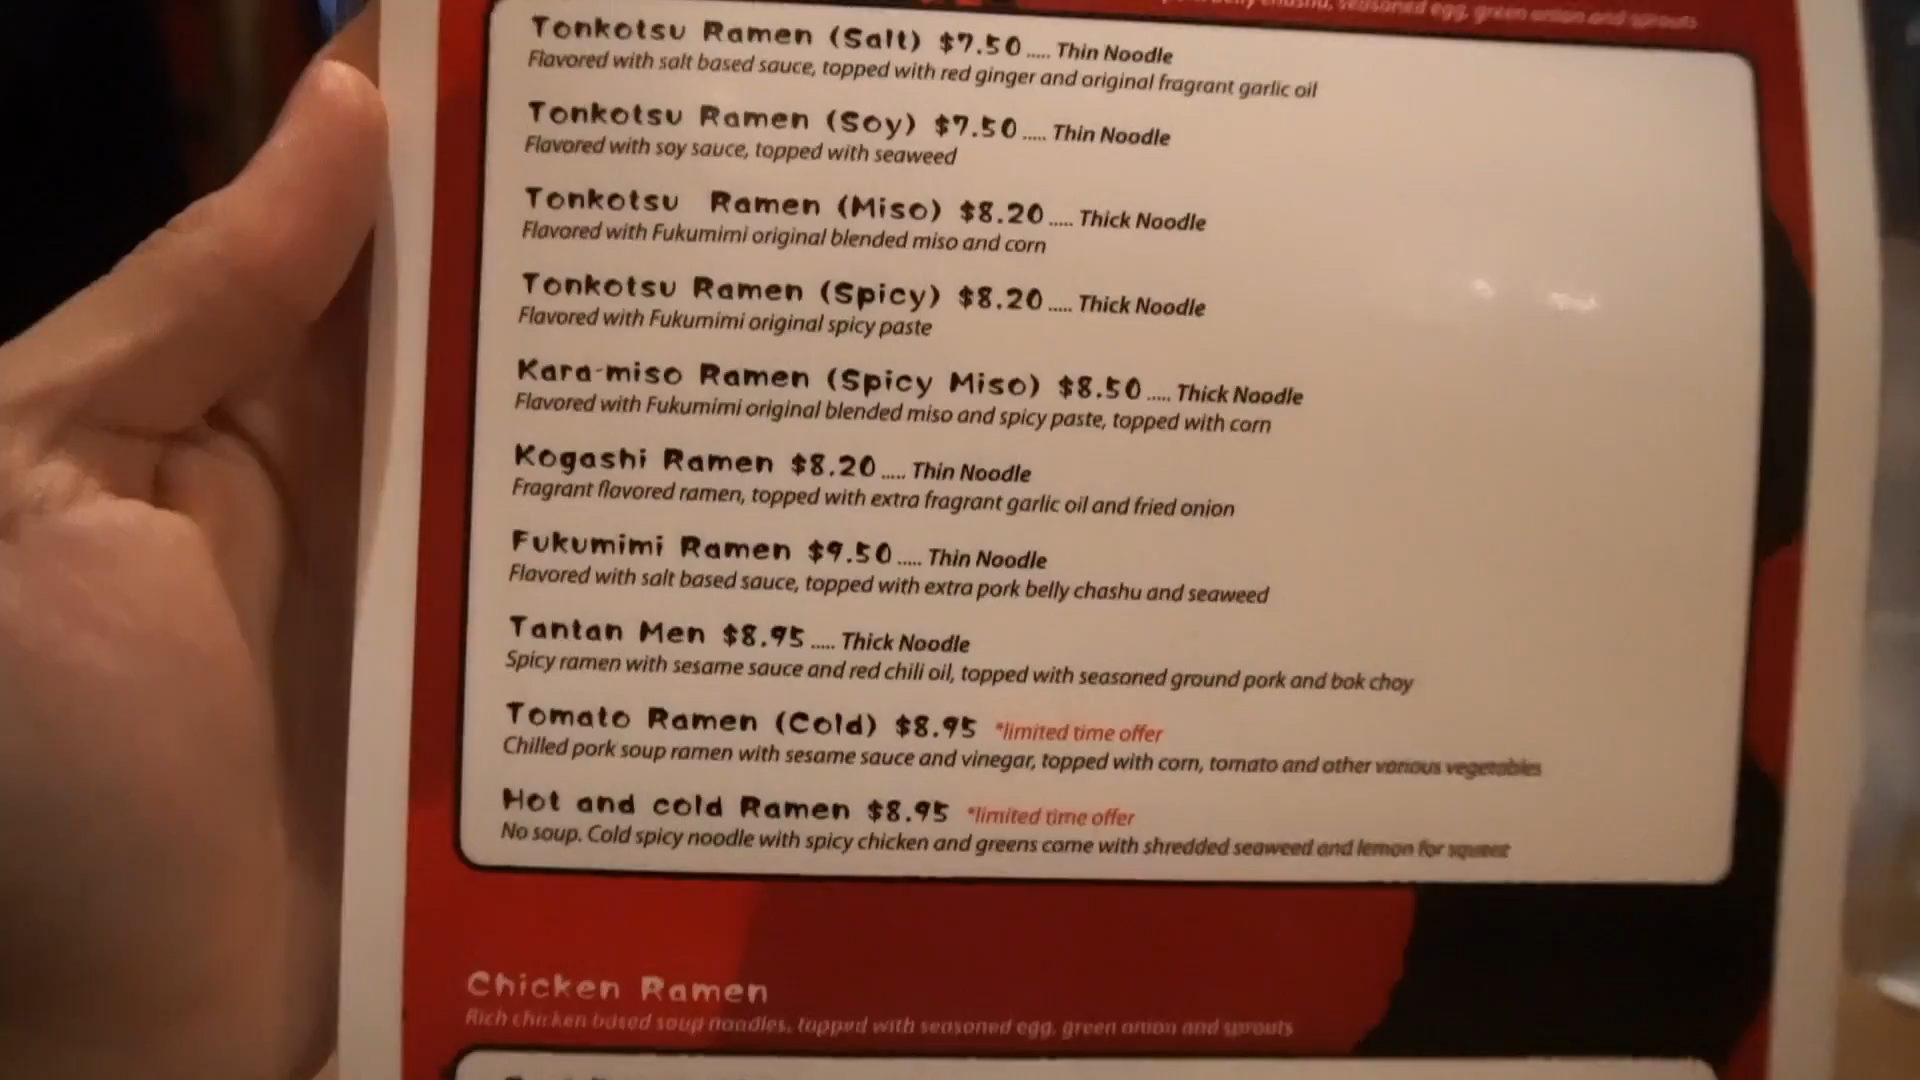 belly chashu, seasoned egg, green onion and sprouts
Tonkotsu Ramen (Salt) $7.50 ..... Thin Noodle
Flavored with salt based sauce, topped with red ginger and original fragrant garlic oil
Tonkotsu Ramen (Soy) $7.50 ..... Thin Noodle
Flavored with soy sauce, topped with seaweed
Tonkotsu Ramen (Miso) $8.20 ..... Thick Noodle
Flavored with Fukumimi original blended miso and corn
Tonkotsu Ramen (Spicy) $8.20 ..... Thick Noodle
Flavored with Fukumimi original spicy paste
Kara-miso Ramen (Spicy Miso) $8.50 ..... Thick Noodle
Flavored with Fukumimi original blended miso and spicy paste, topped with corn
Kogashi Ramen $8.20 ..... Thin Noodle
Fragrant flavored ramen, topped with extra fragrant garlic oil and fried onion
Fukumimi Ramen $9.50 ..... Thin Noodle
Flavored with salt based sauce, topped with extra pork belly chashu and seaweed
Tantan Men $8.95 ..... Thick Noodle
Spicy ramen with sesame sauce and red chili oil, topped with seasoned ground pork and bok choy
Tomato Ramen (Cold) $8.95 *limited time offer
Chilled pork soup ramen with sesame sauce and vinegar, topped with corn, tomato and other various vegetables
Hot and cold Ramen $8.95 *limited time offer
No soup. Cold spicy noodle with spicy chicken and greens come with shredded seaweed and lemon for
Chicken Ramen
Rich chicken based soup noodles, topped with seasoned egg, green onion and sprouts